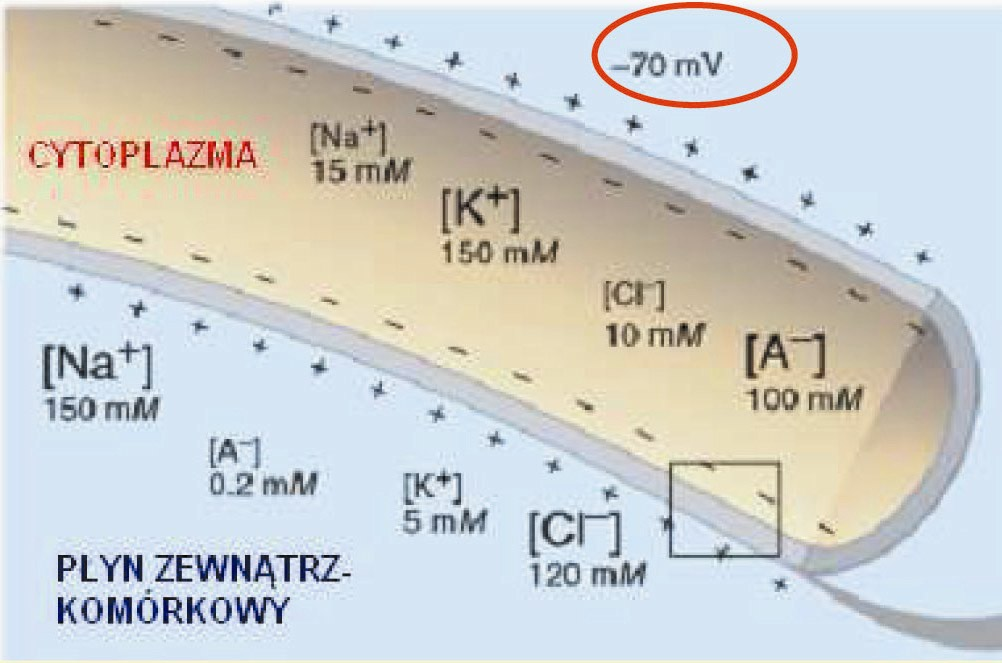 –70 mV
CYTOPLAZMA
[Na⁺]
15 mM
[K⁺]
150 mM
[Cl⁻]
10 mM
[A⁻]
100 mM
[Na⁺]
150 mM
[A⁻]
0.2 mM
[K⁺]
5 mM
[Cl⁻]
120 mM
PŁYN ZEWNĄTRZ-
KOMÓRKOWY